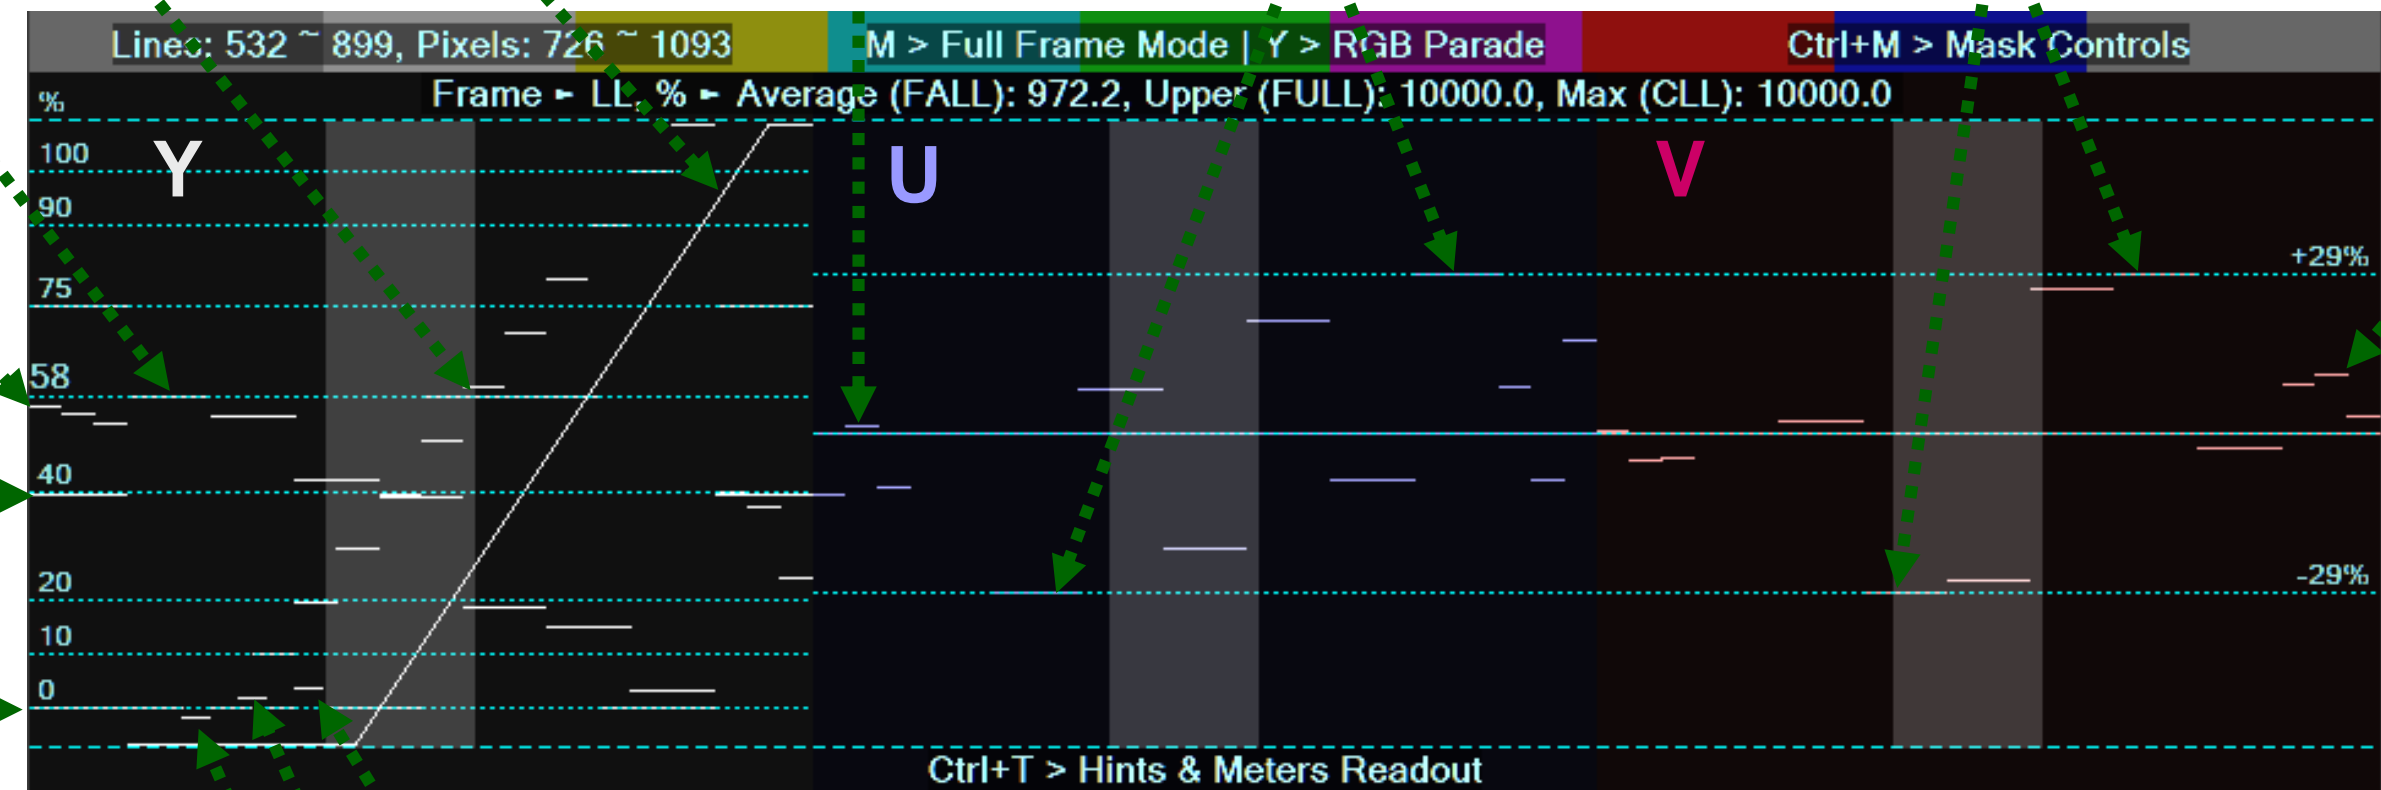 Lines: 532 ~ 899, Pixels: 726 ~ 1093 M > Full Frame Mode | Y > RGB Parade Ctrl+M > Mask Controls
Frame ► LL, % ► Average (FALL): 972.2, Upper (FULL): 10000.0, Max (CLL): 10000.0
%
100
Y U V
90
+29%
75
58
40
20 -29%
10
0
Ctrl+T > Hints & Meters Readout